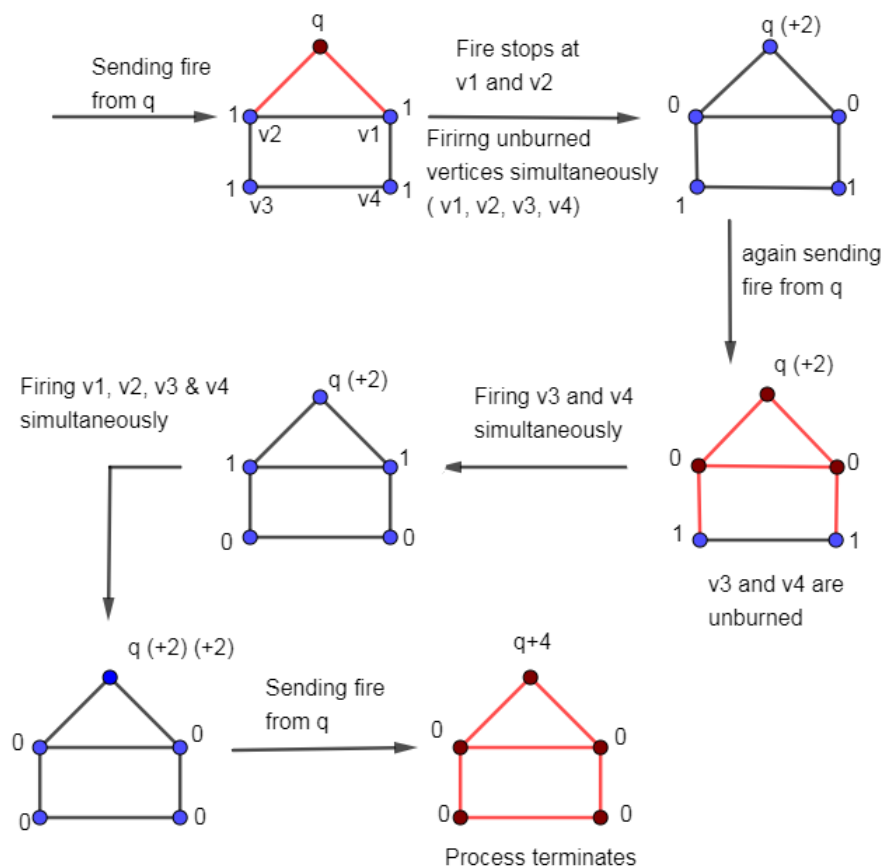 Sending fire
from q
q
1
1
v2
v1
1
v3
v4
1
Fire stops at
v1 and v2
Firirng unburned
vertices simultaneously
( v1, v2, v3, v4)
q (+2)
0
0
1
1
again sending
fire from q
q (+2)
0
0
1
1
v3 and v4 are
unburned
Firing v3 and v4
simultaneously
q (+2)
1
1
0
0
Firing v1, v2, v3 & v4
simultaneously
q (+2) (+2)
0
0
0
0
Sending fire
from q
q+4
0
0
0
0
Process terminates